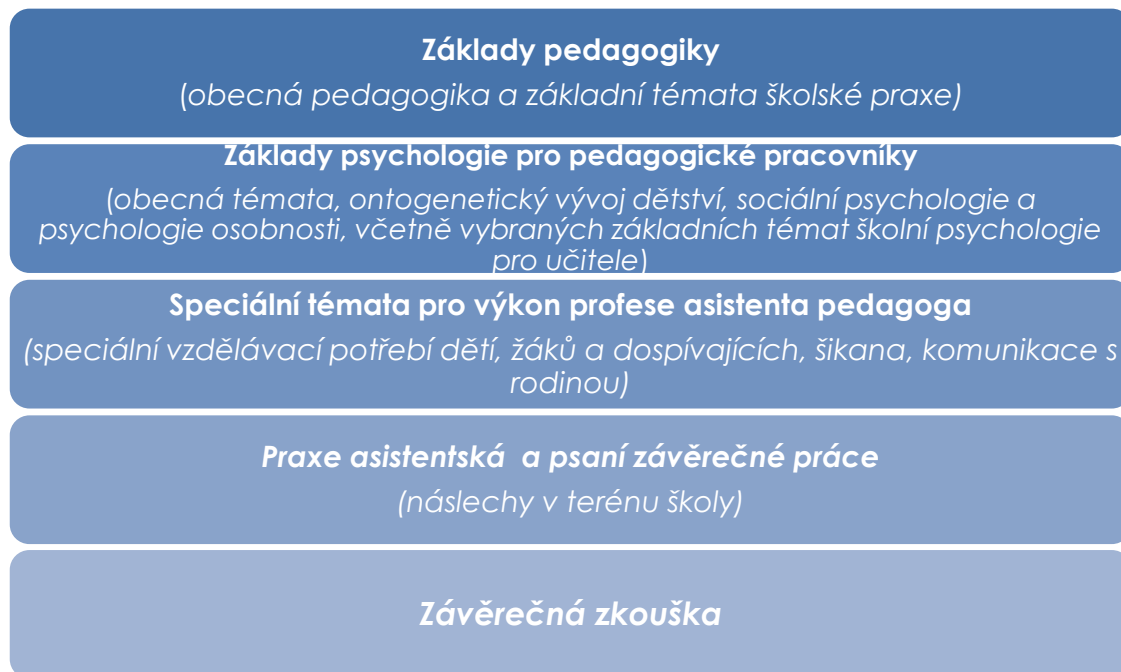 Základy pedagogiky
(obecná pedagogika a základní témata školské praxe)
Základy psychologie pro pedagogické pracovníky
(obecná témata, ontogenetický vývoj dětství, sociální psychologie a
psychologie osobnosti, včetně vybraných základních témat školní psychologie
pro učitele)
Speciální témata pro výkon profese asistenta pedagoga
(speciální vzdělávací potřebí dětí, žáků a dospívajících, šikana, komunikace s
rodinou)
Praxe asistentská a psaní závěrečné práce
(náslechy v terénu školy)
Závěrečná zkouška